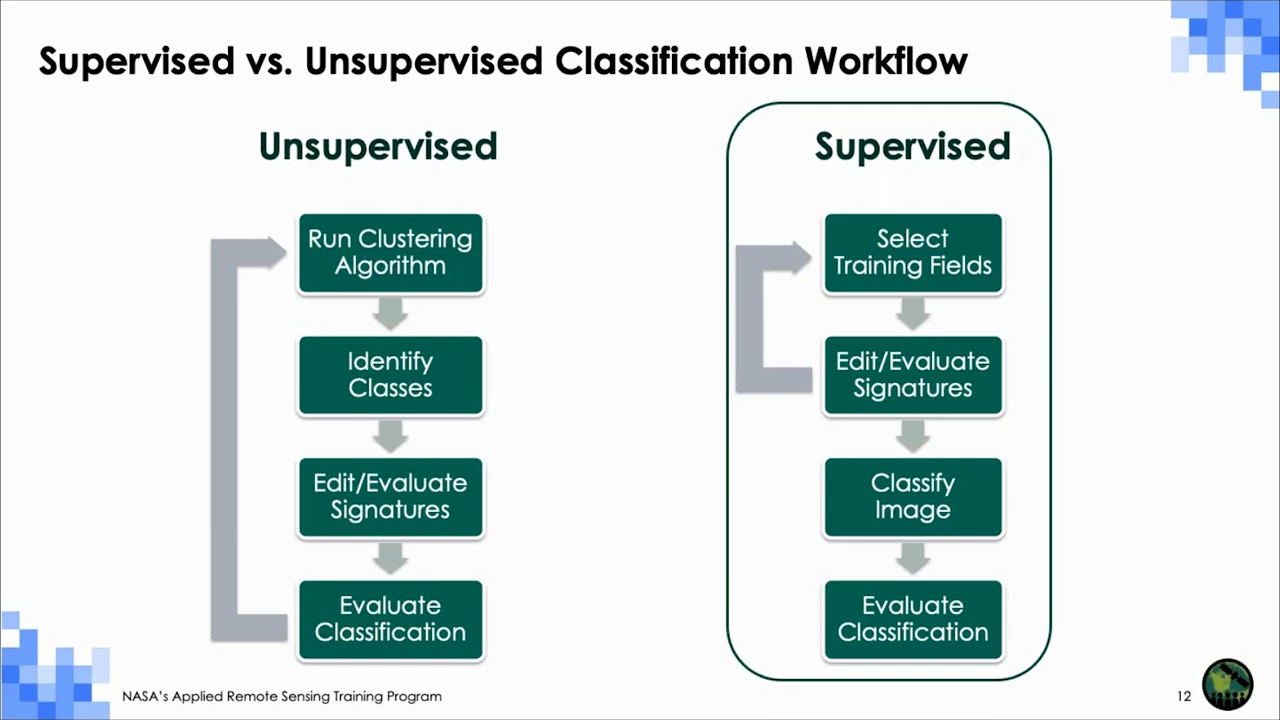 Supervised vs. Unsupervised Classification Workflow
Unsupervised
Run Clustering
Algorithm
Identify
Classes
Edit/Evaluate
Signatures
Evaluate
Classification
Supervised
Select
Training Fields
Edit/Evaluate
Signatures
Classify
Image
Evaluate
Classification
NASA's Applied Remote Sensing Training Program
12